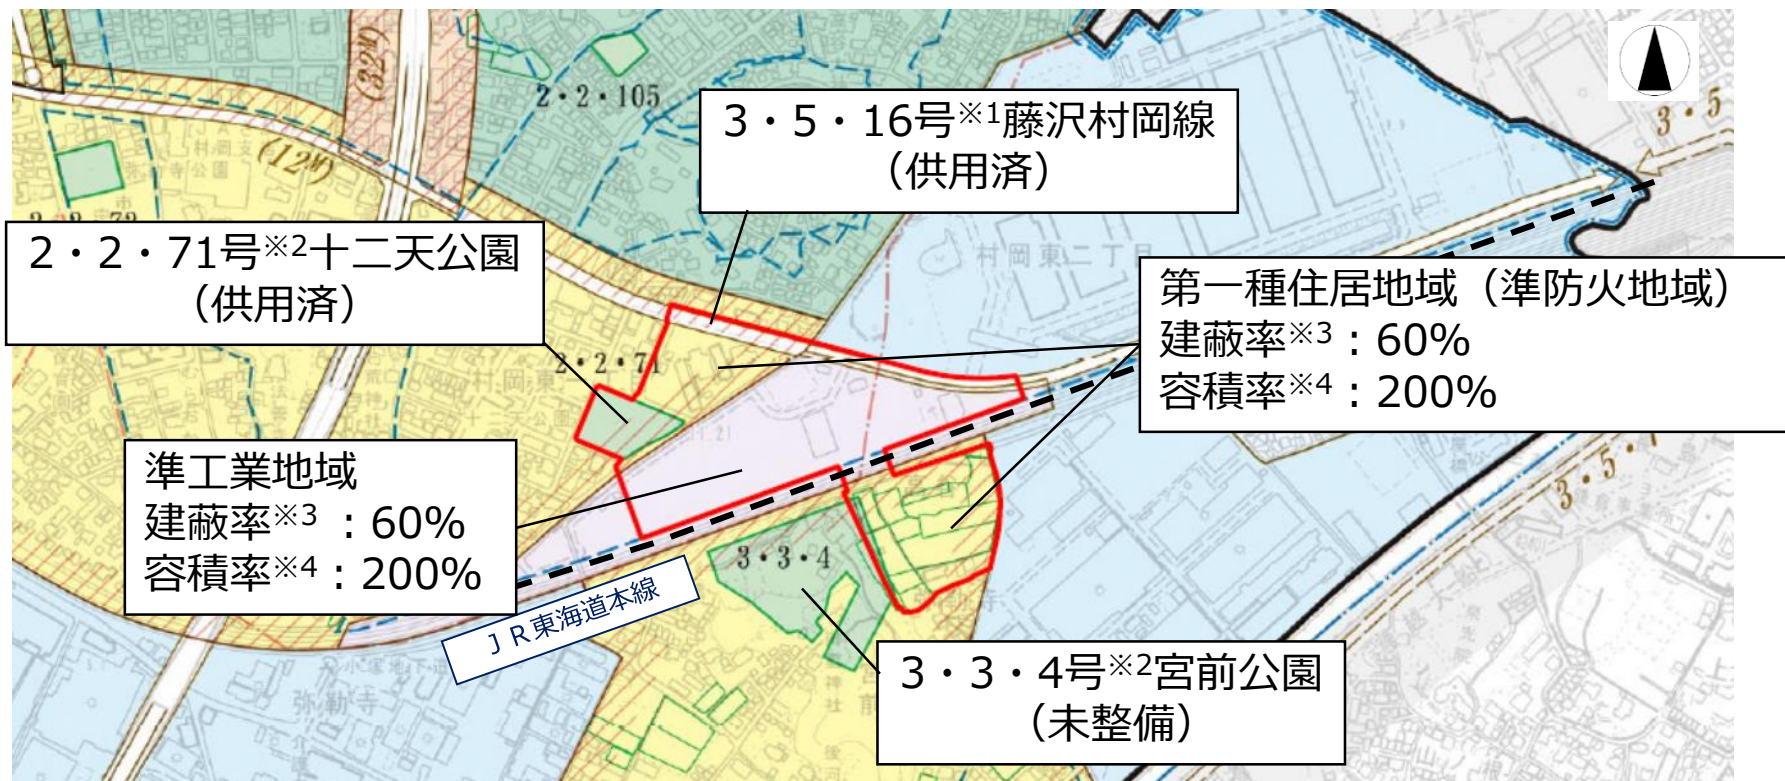 (32M)
2・2・105
3・5・16号※1藤沢村岡線
（供用済）
3・5
(12M)
2・2・71号※2十二天公園
（供用済）
村岡東二丁目
第一種住居地域（準防火地域）
建蔽率※3：60%
容積率※4：200%
2・2・71
準工業地域
建蔽率※3 ：60%
容積率※4：200%
3・3・4
ＪＲ東海道本線
3・3・4号※2宮前公園
（未整備）
弥勒寺